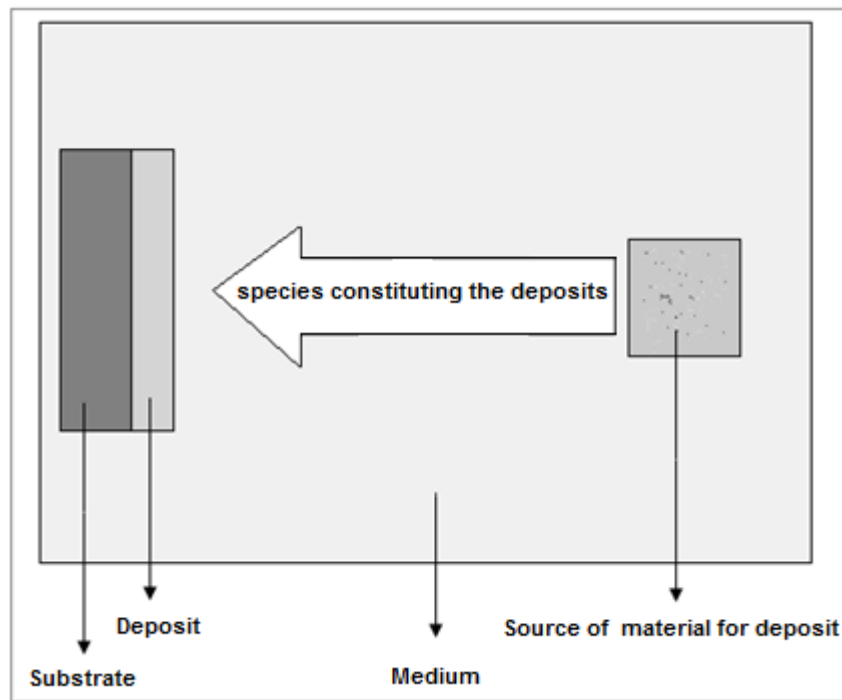 species constituting the deposits
Deposit
Source of material for deposit
Substrate
Medium